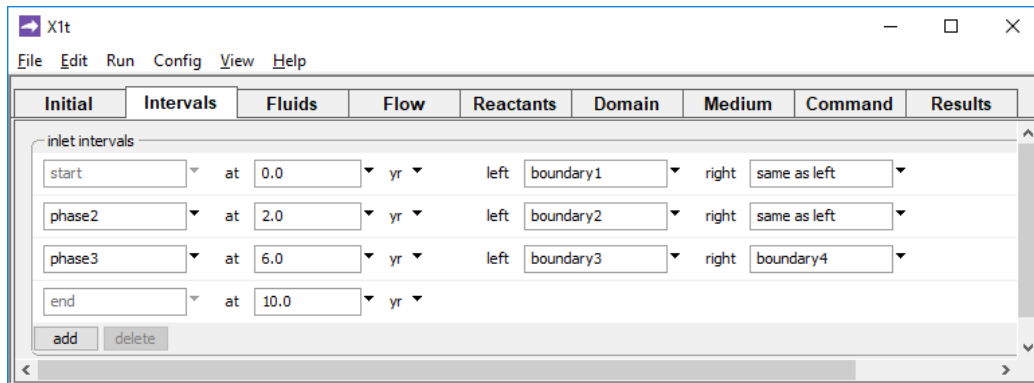 X1t
File Edit Run Config View Help
Initial Intervals Fluids Flow Reactants Domain Medium Command Results
inlet intervals
start at 0.0 yr left boundary1 right same as left
phase2 at 2.0 yr left boundary2 right same as left
phase3 at 6.0 yr left boundary3 right boundary4
end at 10.0 yr
add delete